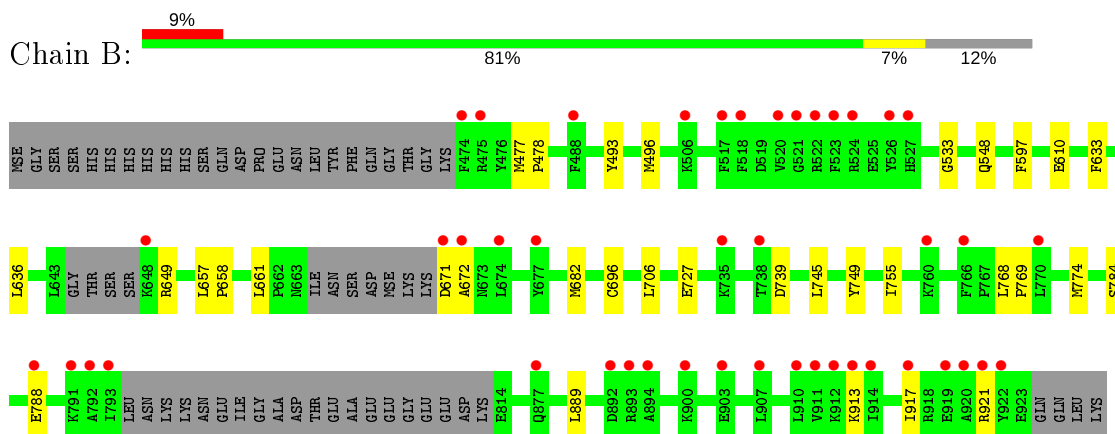 9%
Chain B:
81% 7% 12%
MSE GLY SER SER HIS HIS HIS HIS HIS HIS SER GLN ASP PRO GLU ASN LEU TYR PHE GLN GLY THR GLY LYS F474 R475 Y476 M477 P478 F488 Y493 M496 K506 F517 F518 D519 V520 G521 R522 F523 R524 E525 Y526 H527 G533 Q548 F597 E610 F633
L636 L643 GLY THR SER SER K648 R649 L657 P658 L661 P662 N663 ILE ASN SER ASP MSE LYS LYS D671 A672 N673 L674 Y677 M682 C696 L706 E727 K735 T738 D739 L745 Y749 I755 K760 F766 P767 L768 P769 L770 M774 S784
E788 K791 A792 I793 LEU ASN LYS LYS ASN GLU ILE GLY ALA ASP THR GLU ALA GLU GLU GLY GLU GLU ASP LYS E814 Q877 L889 D892 R893 A894 K900 E903 L907 L910 V911 K912 K913 I914 I917 R918 E919 A920 R921 Y922 E923 GLN GLN LEU LYS